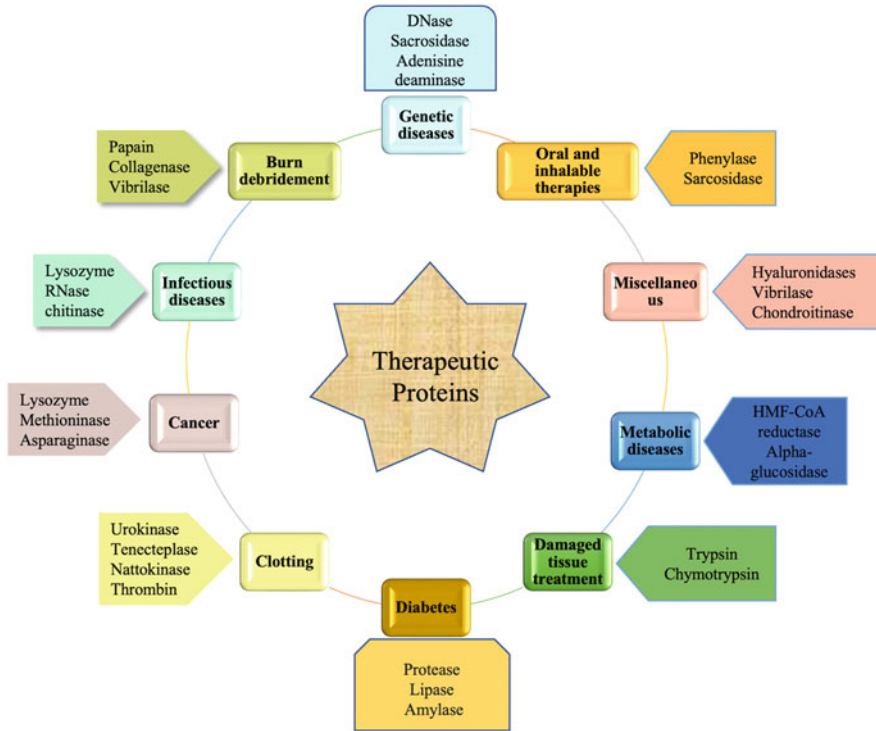 DNase
Sacrosidase
Adenisine
deaminase
Genetic
diseases
Oral and
inhalable
therapies
Phenylase
Sarcosidase
Miscellaneo
us
Hyaluronidases
Vibrilase
Chondroitinase
Metabolic
diseases
HMF-CoA
reductase
Alpha-
glucosidase
Damaged
tissue
treatment
Trypsin
Chymotrypsin
Diabetes
Protease
Lipase
Amylase
Clotting
Urokinase
Tenecteplase
Nattokinase
Thrombin
Cancer
Lysozyme
Methioninase
Asparaginase
Infectious
diseases
Lysozyme
RNase
chitinase
Burn
debridement
Papain
Collagenase
Vibrilase
Therapeutic
Proteins